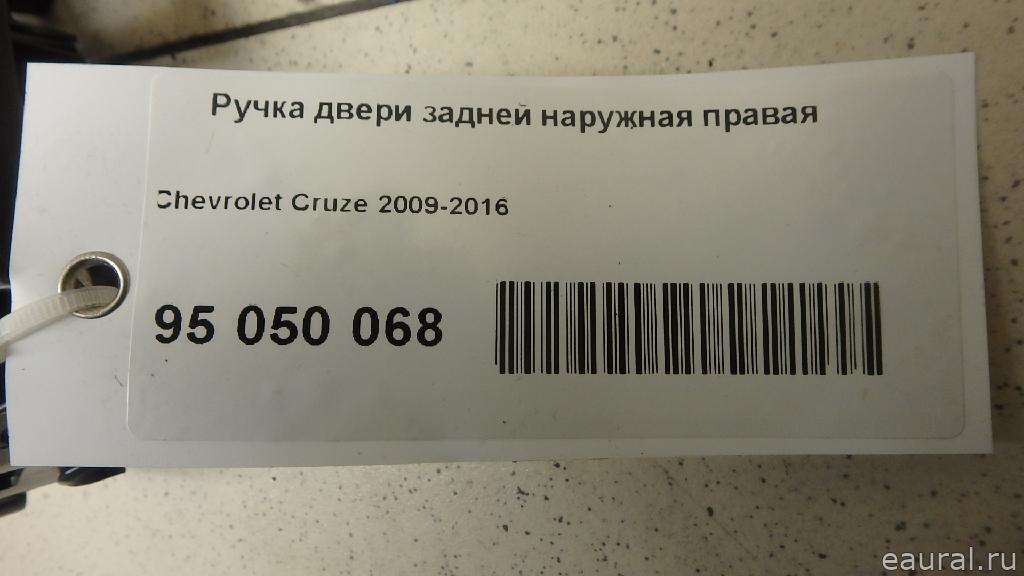 Ручка двери задней наружная правая
Chevrolet Cruze 2009-2016
95 050 068
eaural.ru